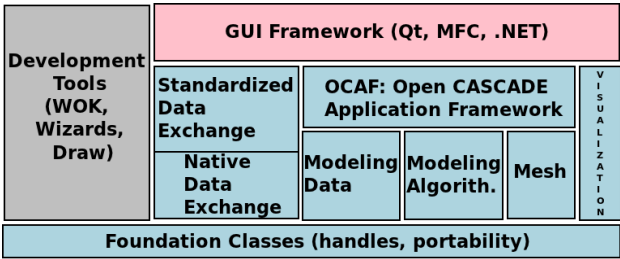 Development
Tools
(WOK,
Wizards,
Draw)
GUI Framework (Qt, MFC, .NET)
Standardized
Data
Exchange
Native
Data
Exchange
OCAF: Open CASCADE
Application Framework
Modeling
Data
Modeling
Algorith.
Mesh
VISUALIZATION
Foundation Classes (handles, portability)